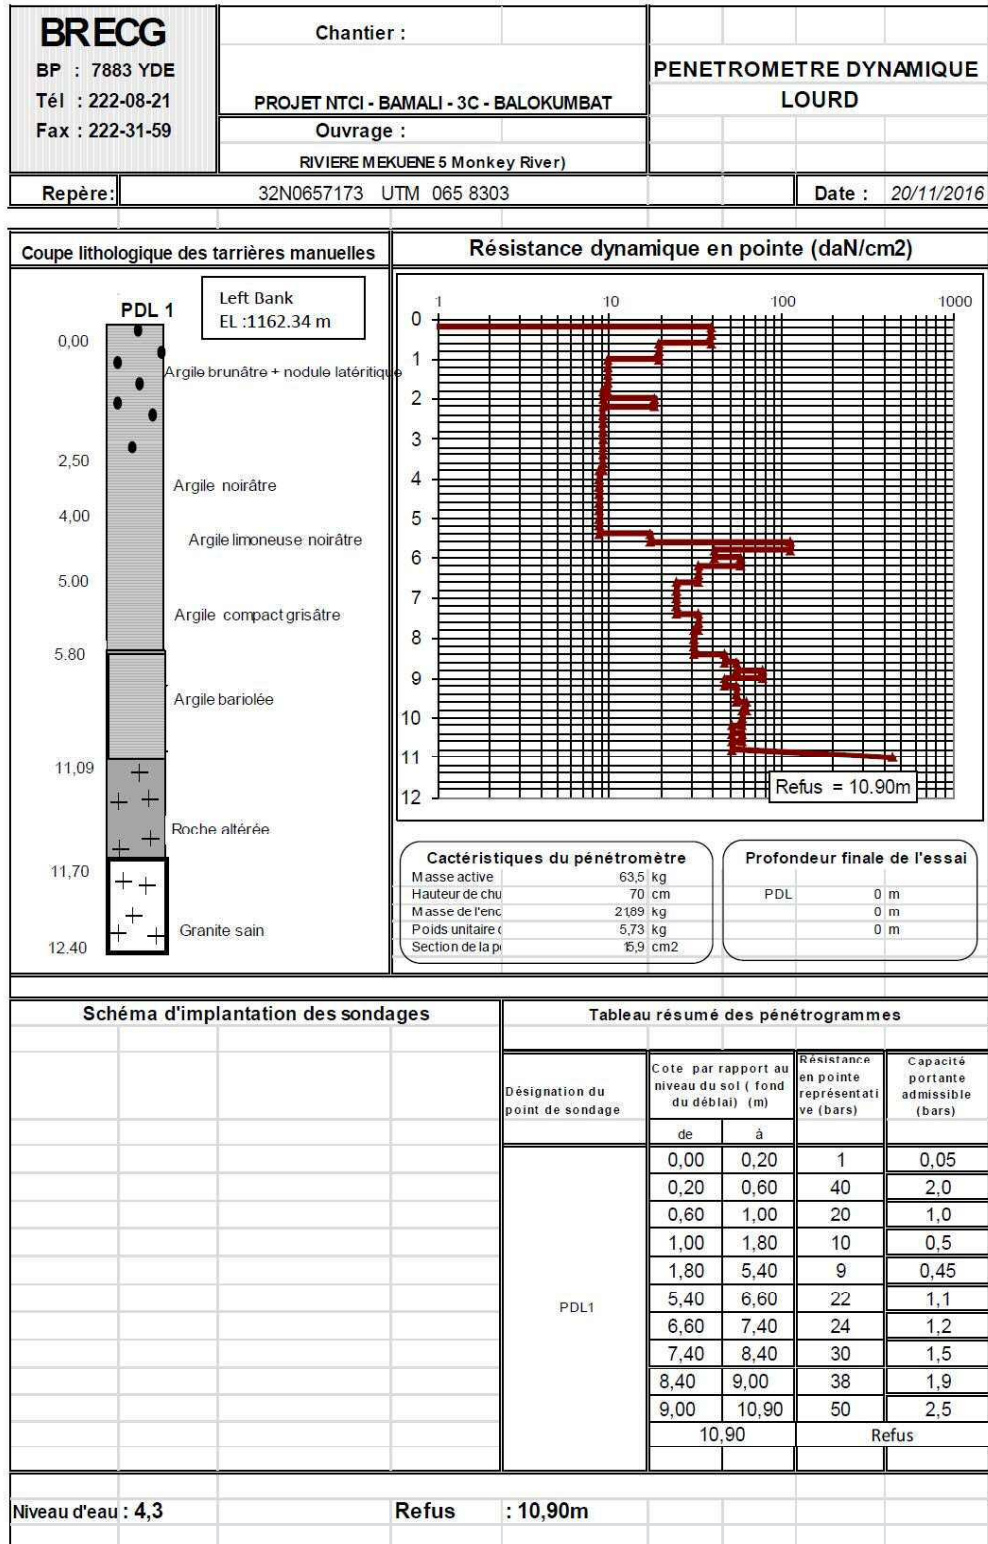 BRECG
BP : 7883 YDE
Tél : 222-08-21
Fax : 222-31-59
Chantier :
PROJET NTCI - BAMALI - 3C - BALOKUMBAT
Ouvrage :
RIVIERE MEKUENE 5 Monkey River)
PENETROMETRE DYNAMIQUE
LOURD
Repère: 32N0657173 UTM 065 8303
Date : 20/11/2016
Coupe lithologique des tarrières manuelles
PDL 1
Left Bank
EL :1162.34 m
0,00
Argile brunâtre + nodule latéritique
2,50
Argile noirâtre
4,00
Argile limoneuse noirâtre
5.00
Argile compact grisâtre
5.80
Argile bariolée
11,09
Roche altérée
11,70
Granite sain
12.40
Résistance dynamique en pointe (daN/cm2)
1 10 100 1000
0
1
2
3
4
5
6
7
8
9
10
11
12
Refus = 10.90m
Cactéristiques du pénétromètre
Masse active 63,5 kg
Hauteur de chu 70 cm
Masse de l'enc 21,89 kg
Poids unitaire d 5,73 kg
Section de la po 15,9 cm2
Profondeur finale de l'essai
PDL 0 m
0 m
0 m
Schéma d'implantation des sondages
Tableau résumé des pénétrogrammes
Désignation du
point de sondage
Cote par rapport au
niveau du sol ( fond
du déblai) (m)
Résistance
en pointe
représentati
ve (bars)
Capacité
portante
admissible
(bars)
de à
PDL1
0,00 0,20 1 0,05
0,20 0,60 40 2,0
0,60 1,00 20 1,0
1,00 1,80 10 0,5
1,80 5,40 9 0,45
5,40 6,60 22 1,1
6,60 7,40 24 1,2
7,40 8,40 30 1,5
8,40 9,00 38 1,9
9,00 10,90 50 2,5
10,90 Refus
Niveau d'eau : 4,3
Refus : 10,90m